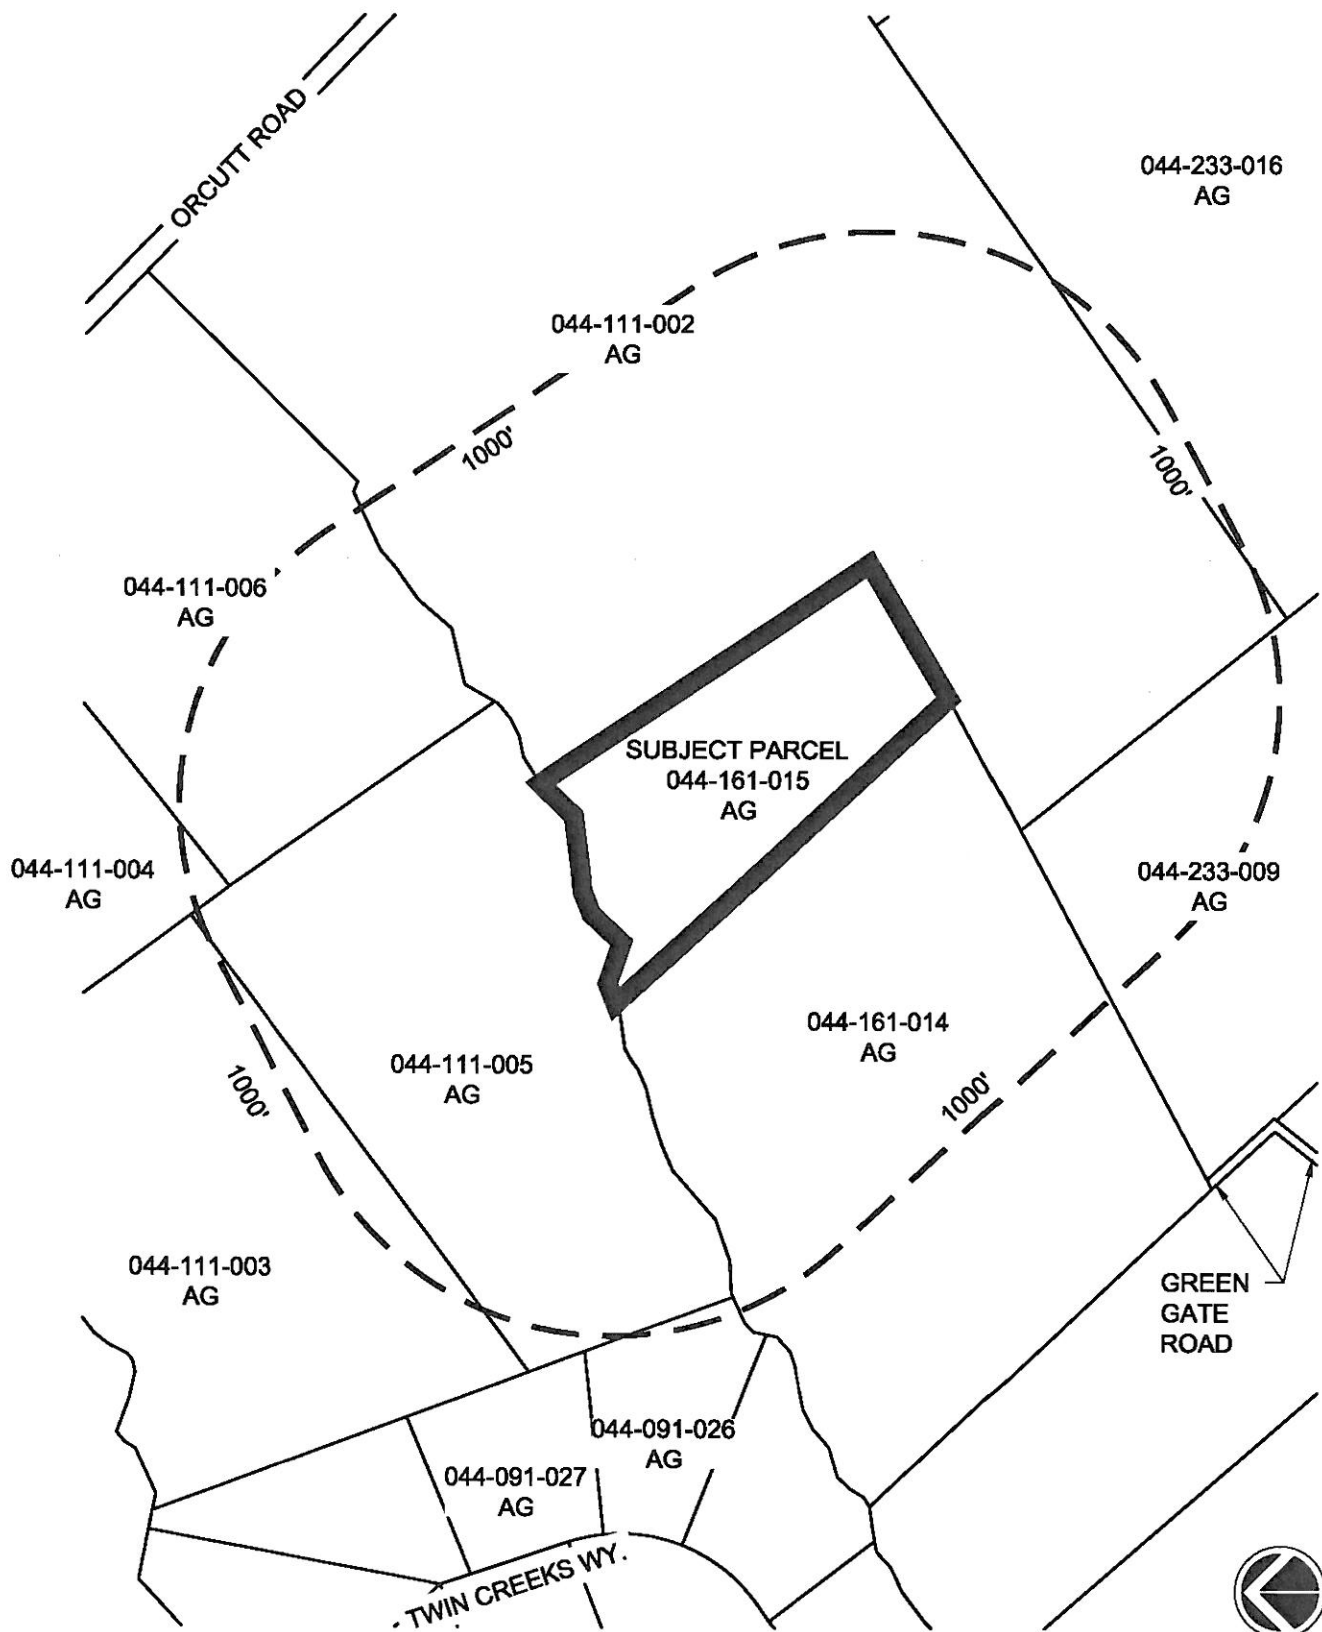 ORCUTT ROAD
044-233-016
AG
044-111-002
AG
1000'
1000'
044-111-006
AG
SUBJECT PARCEL
044-161-015
AG
044-111-004
AG
044-233-009
AG
044-161-014
AG
044-111-005
AG
1000'
1000'
044-111-003
AG
GREEN
GATE
ROAD
044-091-026
AG
044-091-027
AG
TWIN CREEKS WY.